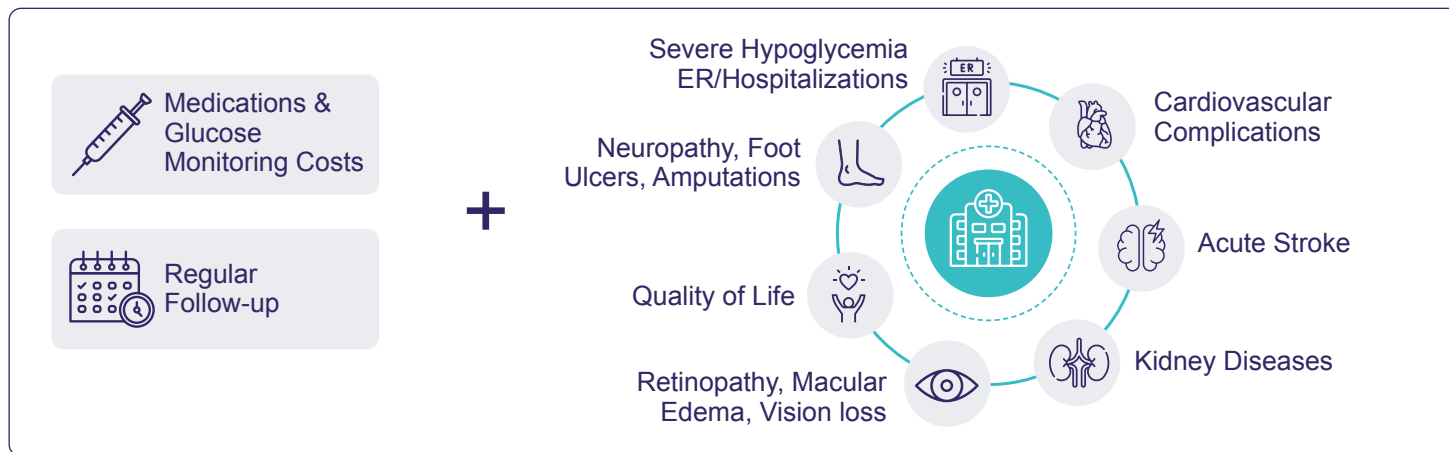 Medications &
Glucose
Monitoring Costs
Regular
Follow-up
+
Severe Hypoglycemia
ER/Hospitalizations
ER
Cardiovascular
Complications
Neuropathy, Foot
Ulcers, Amputations
Acute Stroke
Quality of Life
Kidney Diseases
Retinopathy, Macular
Edema, Vision loss